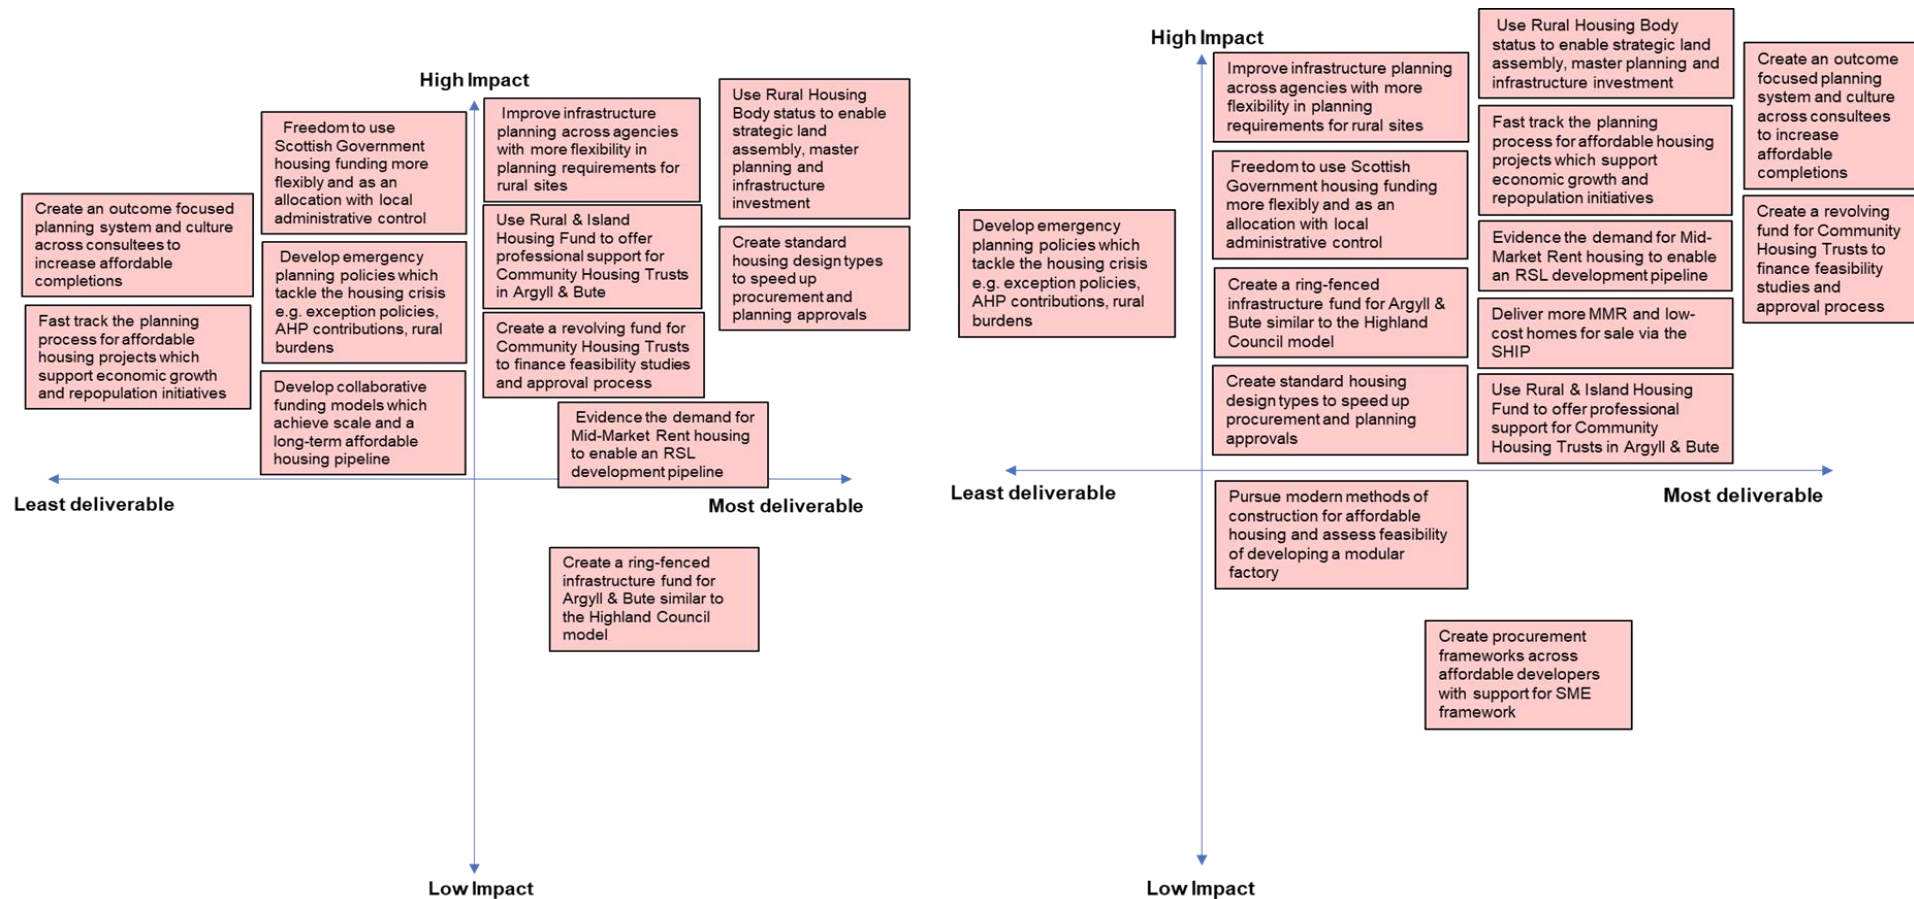 High Impact
Freedom to use
Scottish Government
housing funding more
flexibly and as an
allocation with local
administrative control
Improve infrastructure
planning across agencies
with more flexibility in
planning requirements for
rural sites
Use Rural Housing
Body status to enable
strategic land
assembly, master
planning and
infrastructure
investment
Create an outcome focused
planning system and culture
across consultees to
increase affordable
completions
Develop emergency
planning policies which
tackle the housing crisis
e.g. exception policies,
AHP contributions, rural
burdens
Use Rural & Island
Housing Fund to offer
professional support for
Community Housing Trusts
in Argyll & Bute
Create standard
housing design types
to speed up
procurement and
planning approvals
Fast track the planning
process for affordable
housing projects which
support economic growth
and repopulation initiatives
Develop collaborative
funding models which
achieve scale and a
long-term affordable
housing pipeline
Create a revolving fund for
Community Housing Trusts
to finance feasibility studies
and approval process
Evidence the demand for
Mid-Market Rent housing
to enable an RSL
development pipeline
Least deliverable
Most deliverable
Create a ring-fenced
infrastructure fund for
Argyll & Bute similar to
the Highland Council
model
Low Impact
High Impact
Improve infrastructure planning
across agencies with more
flexibility in planning
requirements for rural sites
Use Rural Housing Body
status to enable strategic land
assembly, master planning and
infrastructure investment
Create an outcome
focused planning
system and culture
across consultees
to increase
affordable
completions
Freedom to use Scottish
Government housing funding
more flexibly and as an
allocation with local
administrative control
Fast track the planning
process for affordable housing
projects which support
economic growth and
repopulation initiatives
Develop emergency
planning policies which
tackle the housing crisis
e.g. exception policies,
AHP contributions, rural
burdens
Create a ring-fenced
infrastructure fund for Argyll &
Bute similar to the Highland
Council model
Evidence the demand for Mid-
Market Rent housing to enable
an RSL development pipeline
Create a revolving
fund for Community
Housing Trusts to
finance feasibility
studies and
approval process
Deliver more MMR and low-
cost homes for sale via the
SHIP
Create standard housing
design types to speed up
procurement and planning
approvals
Use Rural & Island Housing
Fund to offer professional
support for Community
Housing Trusts in Argyll & Bute
Least deliverable
Most deliverable
Pursue modern methods of
construction for affordable
housing and assess feasibility
of developing a modular
factory
Create procurement
frameworks across
affordable developers
with support for SME
framework
Low Impact